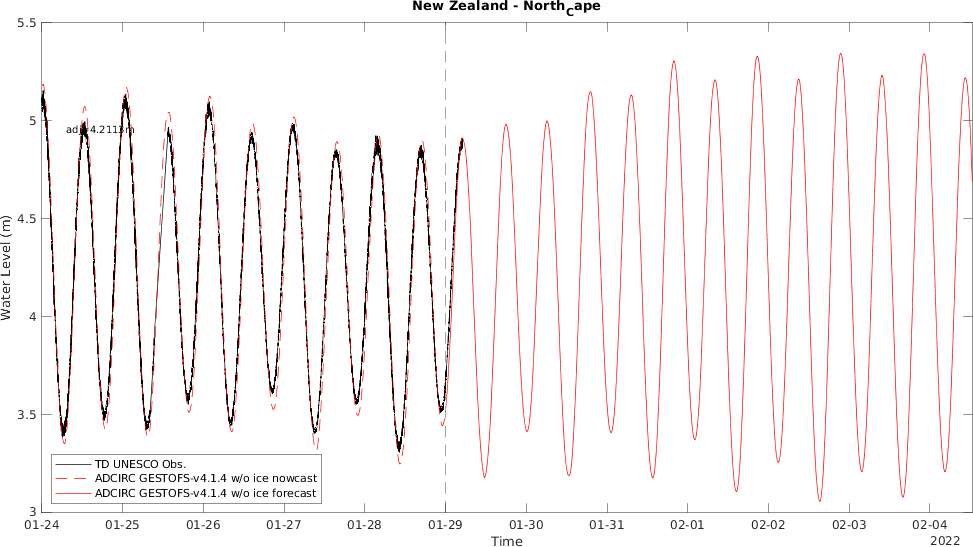 New Zealand - NorthCape
5.5
5
adj=4.2113m
4.5
Water Level (m)
4
3.5
TD UNESCO Obs.
ADCIRC GESTOFS-v4.1.4 w/o ice nowcast
ADCIRC GESTOFS-v4.1.4 w/o ice forecast
3
01-24 01-25 01-26 01-27 01-28 01-29 01-30 01-31 02-01 02-02 02-03 02-04
Time 2022